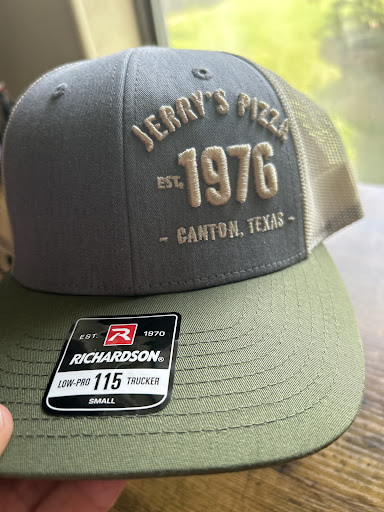 JERRY'S PIZZA
EST. 1976
- CANTON, TEXAS -
EST. R 1970
RICHARDSON®
LOW-PRO 115 TRUCKER
SMALL